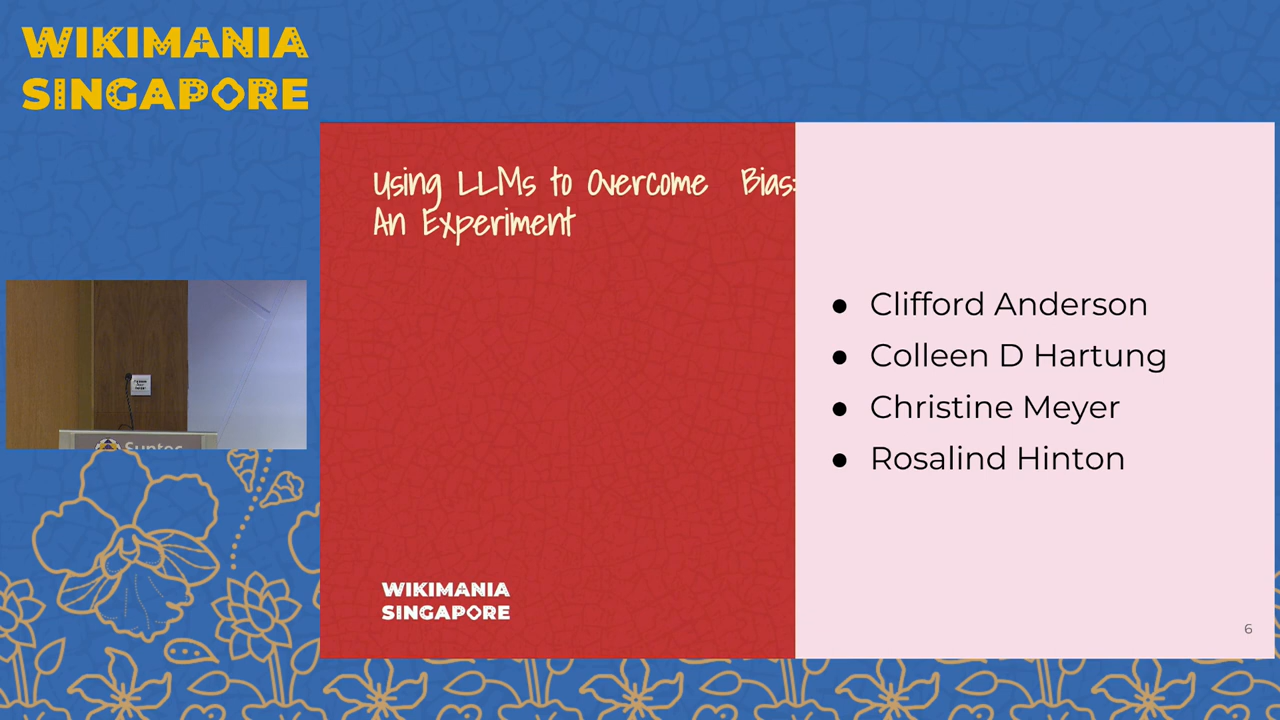 WIKIMANIA
SINGAPORE
Using LLMs to Overcome Bias:
An Experiment
• Clifford Anderson
• Colleen D Hartung
• Christine Meyer
• Rosalind Hinton
Suntec
WIKIMANIA
SINGAPORE
6